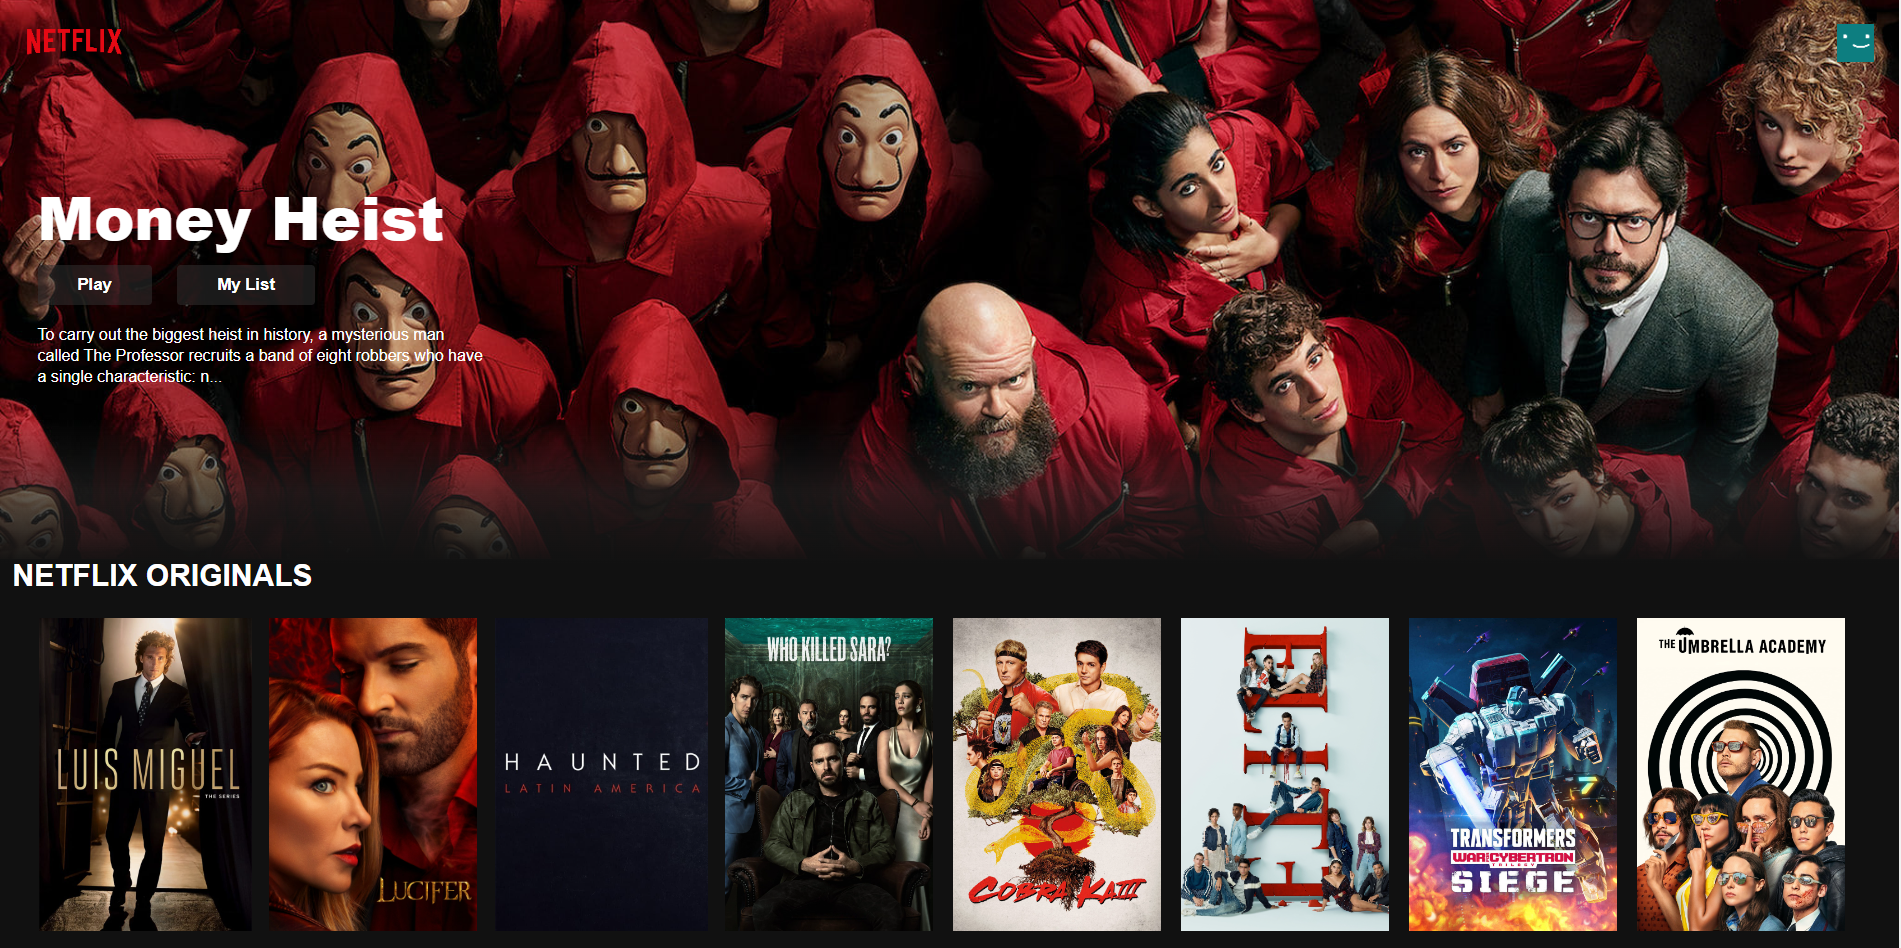 NETFLIX
Money Heist
Play
My List
To carry out the biggest heist in history, a mysterious man
called The Professor recruits a band of eight robbers who have
a single characteristic: n...
NETFLIX ORIGINALS
LUIS MIGUEL
THE SERIES
LUCIFER
HAUNTED
LATIN AMERICA
WHO KILLED SARA?
COBRA KAI III
ELITE
TRANSFORMERS
WAR FOR CYBERTRON
TRILOGY
SIEGE
THE UMBRELLA ACADEMY